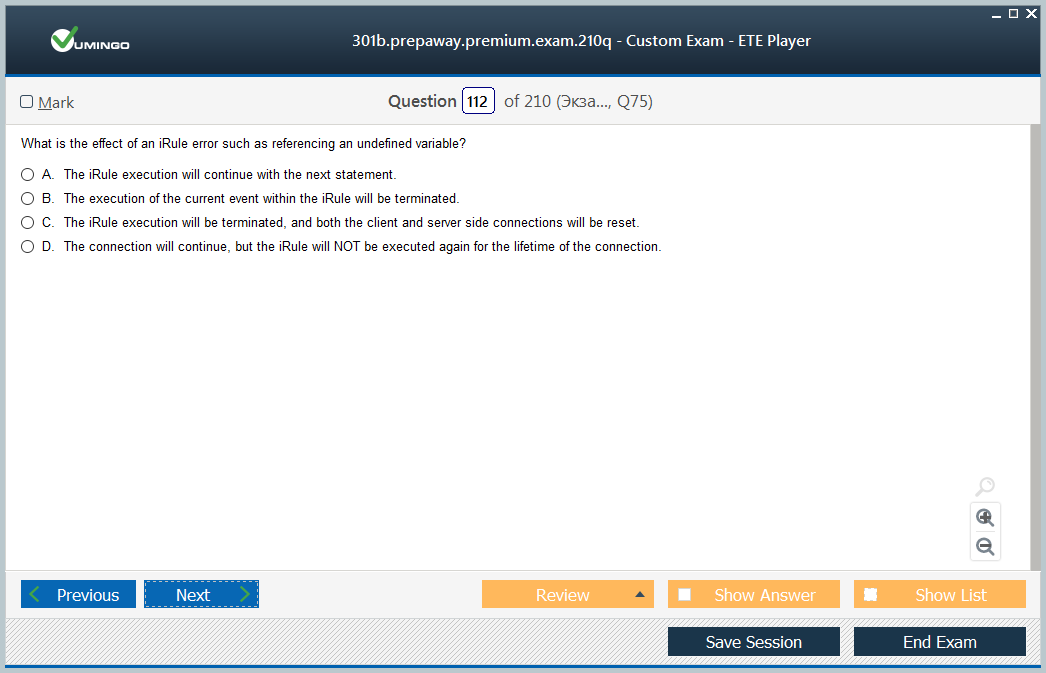 VUMINGO
301b.prepaway.premium.exam.210q - Custom Exam - ETE Player
Mark
Question 112 of 210 (Экза..., Q75)
What is the effect of an iRule error such as referencing an undefined variable?
A. The iRule execution will continue with the next statement.
B. The execution of the current event within the iRule will be terminated.
C. The iRule execution will be terminated, and both the client and server side connections will be reset.
D. The connection will continue, but the iRule will NOT be executed again for the lifetime of the connection.
Previous
Next
Review
Show Answer
Show List
Save Session
End Exam